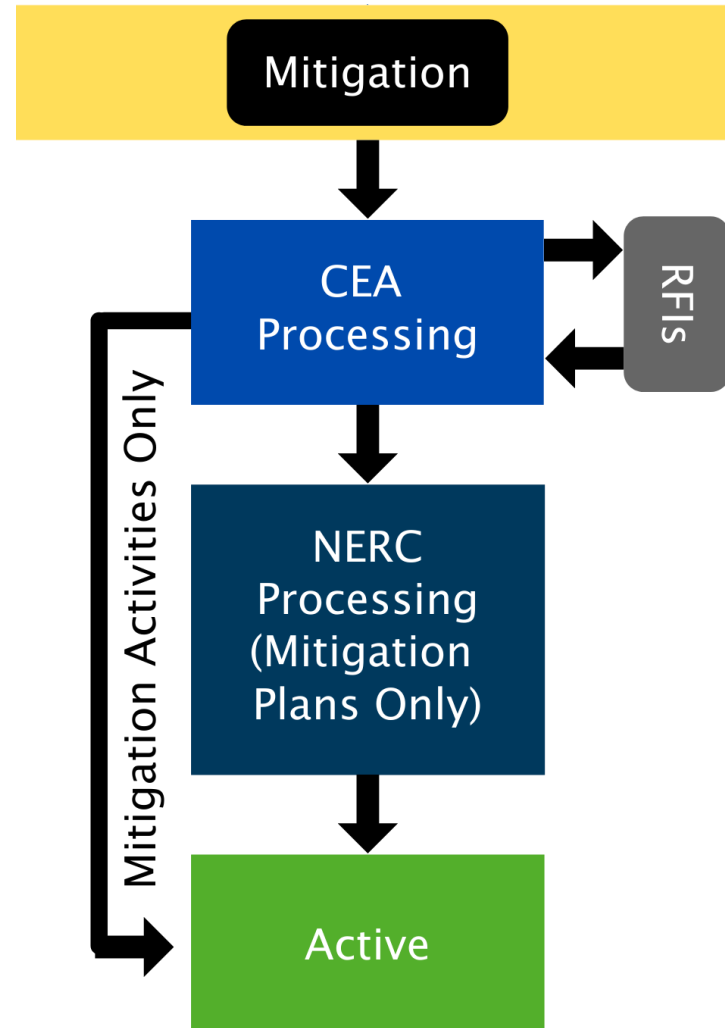 Mitigation
CEA
Processing
RFIs
Mitigation Activities Only
NERC
Processing
(Mitigation
Plans Only)
Active